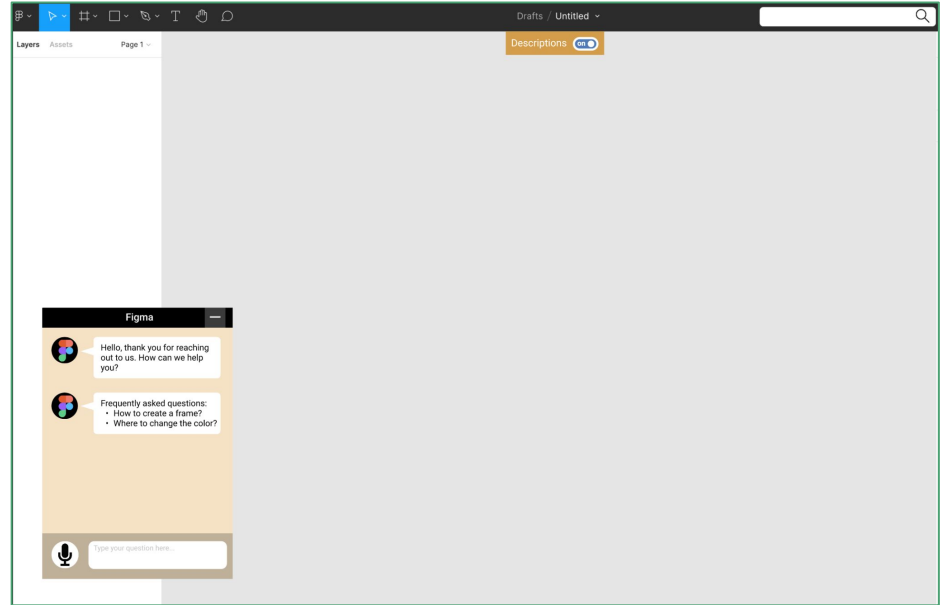 Drafts / Untitled
Layers Assets Page 1
Descriptions on
Figma
Hello, thank you for reaching
out to us. How can we help
you?
Frequently asked questions:
• How to create a frame?
• Where to change the color?
Type your question here...